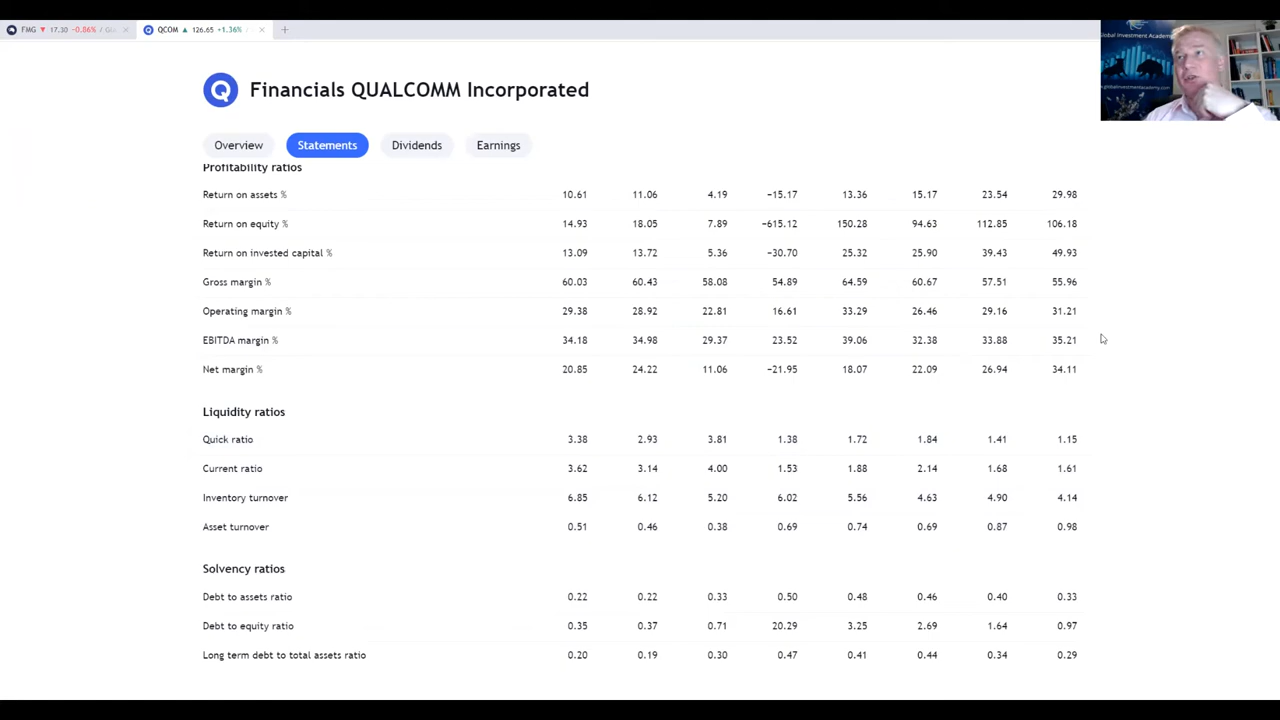 FMG ▼ 17.30 −0.86% / Glo
QCOM ▲ 126.65 +1.36% /
Global Investment Academy
Financials QUALCOMM Incorporated
Overview Statements Dividends Earnings
Profitability ratios
Return on assets % 10.61 11.06 4.19 −15.17 13.36 15.17 23.54 29.98
Return on equity % 14.93 18.05 7.89 −615.12 150.28 94.63 112.85 106.18
Return on invested capital % 13.09 13.72 5.36 −30.70 25.32 25.90 39.43 49.93
Gross margin % 60.03 60.43 58.08 54.89 64.59 60.67 57.51 55.96
Operating margin % 29.38 28.92 22.81 16.61 33.29 26.46 29.16 31.21
EBITDA margin % 34.18 34.98 29.37 23.52 39.06 32.38 33.88 35.21
Net margin % 20.85 24.22 11.06 −21.95 18.07 22.09 26.94 34.11
Liquidity ratios
Quick ratio 3.38 2.93 3.81 1.38 1.72 1.84 1.41 1.15
Current ratio 3.62 3.14 4.00 1.53 1.88 2.14 1.68 1.61
Inventory turnover 6.85 6.12 5.20 6.02 5.56 4.63 4.90 4.14
Asset turnover 0.51 0.46 0.38 0.69 0.74 0.69 0.87 0.98
Solvency ratios
Debt to assets ratio 0.22 0.22 0.33 0.50 0.48 0.46 0.40 0.33
Debt to equity ratio 0.35 0.37 0.71 20.29 3.25 2.69 1.64 0.97
Long term debt to total assets ratio 0.20 0.19 0.30 0.47 0.41 0.44 0.34 0.29